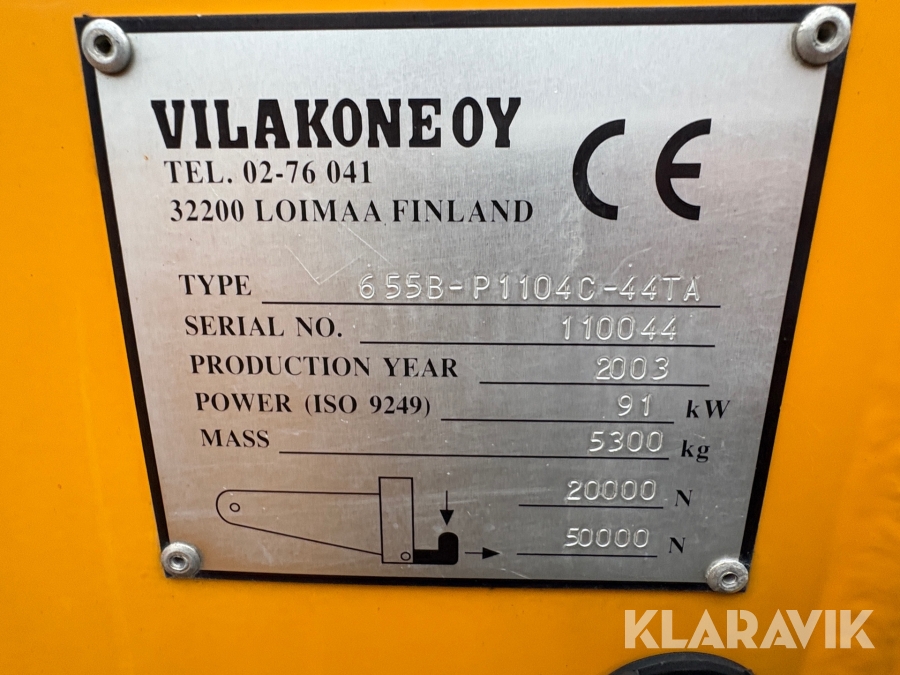 VILAKONE OY
TEL. 02-76 041
32200 LOIMAA FINLAND
CE
TYPE 655B-P1104C-44TA
SERIAL NO. 110044
PRODUCTION YEAR 2003
POWER (ISO 9249) 91 kW
MASS 5300 kg
20000 N
50000 N
KLARAVIK